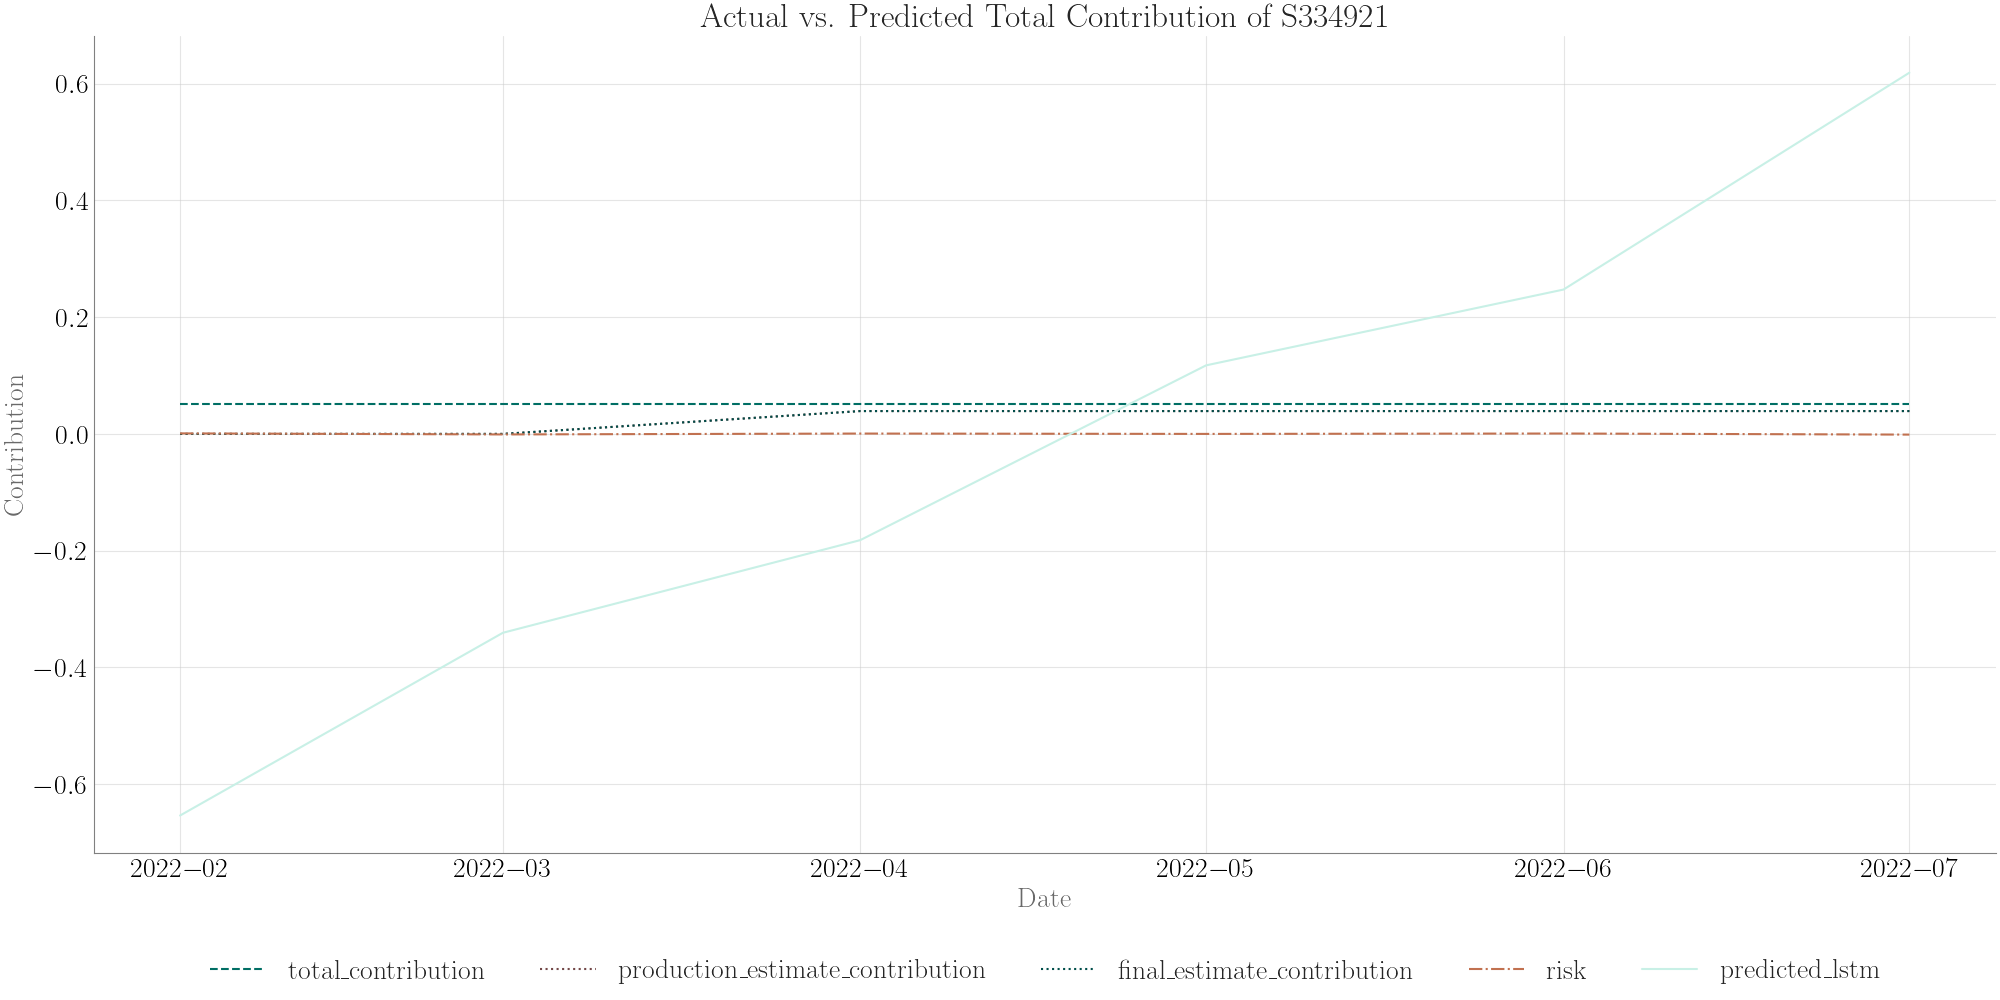 Actual vs. Predicted Total Contribution of S334921
0.6
0.4
0.2
0.0
−0.2
−0.4
−0.6
Contribution
2022−02 2022−03 2022−04 2022−05 2022−06 2022−07
Date
total_contribution production_estimate_contribution final_estimate_contribution risk predicted_lstm